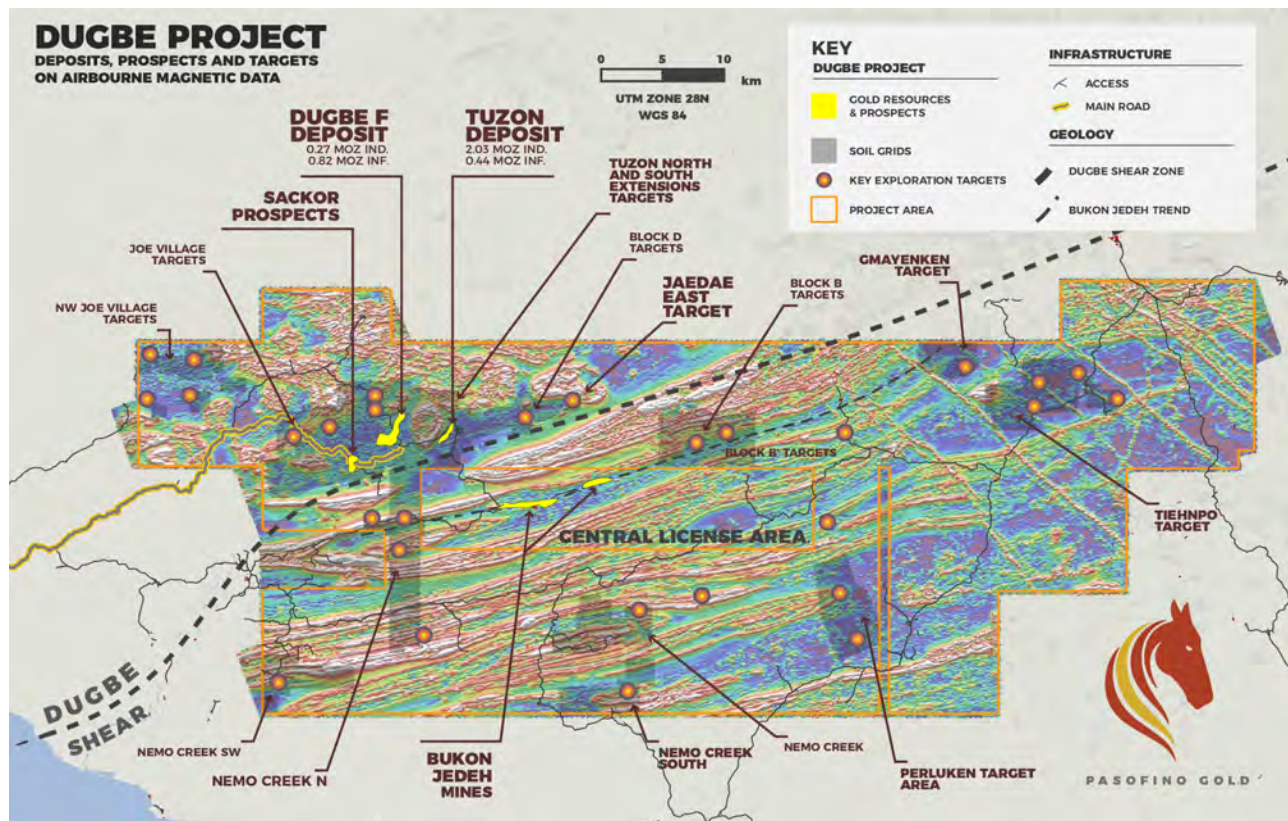 DUGBE PROJECT
DEPOSITS, PROSPECTS AND TARGETS
ON AIRBOURNE MAGNETIC DATA
0
5
10
km
UTM ZONE 28N
WGS 84
KEY
DUGBE PROJECT
GOLD RESOURCES
& PROSPECTS
SOIL GRIDS
KEY EXPLORATION TARGETS
PROJECT AREA
INFRASTRUCTURE
ACCESS
MAIN ROAD
GEOLOGY
DUGBE SHEAR ZONE
BUKON JEDEH TREND
DUGBE F
DEPOSIT
0.27 MOZ IND.
0.82 MOZ INF.
TUZON
DEPOSIT
2.03 MOZ IND.
0.44 MOZ INF.
TUZON NORTH
AND SOUTH
EXTENSIONS
TARGETS
SACKOR
PROSPECTS
JOE VILLAGE
TARGETS
NW JOE VILLAGE
TARGETS
BLOCK D
TARGETS
JAEDAE
EAST
TARGET
BLOCK B
TARGETS
GMAYENKEN
TARGET
BLOCK B' TARGETS
CENTRAL LICENSE AREA
TIEHNPO
TARGET
DUGBE
SHEAR
NEMO CREEK SW
NEMO CREEK N
BUKON
JEDEH
MINES
NEMO CREEK
SOUTH
NEMO CREEK
PERLUKEN TARGET
AREA
PASOFINO GOLD